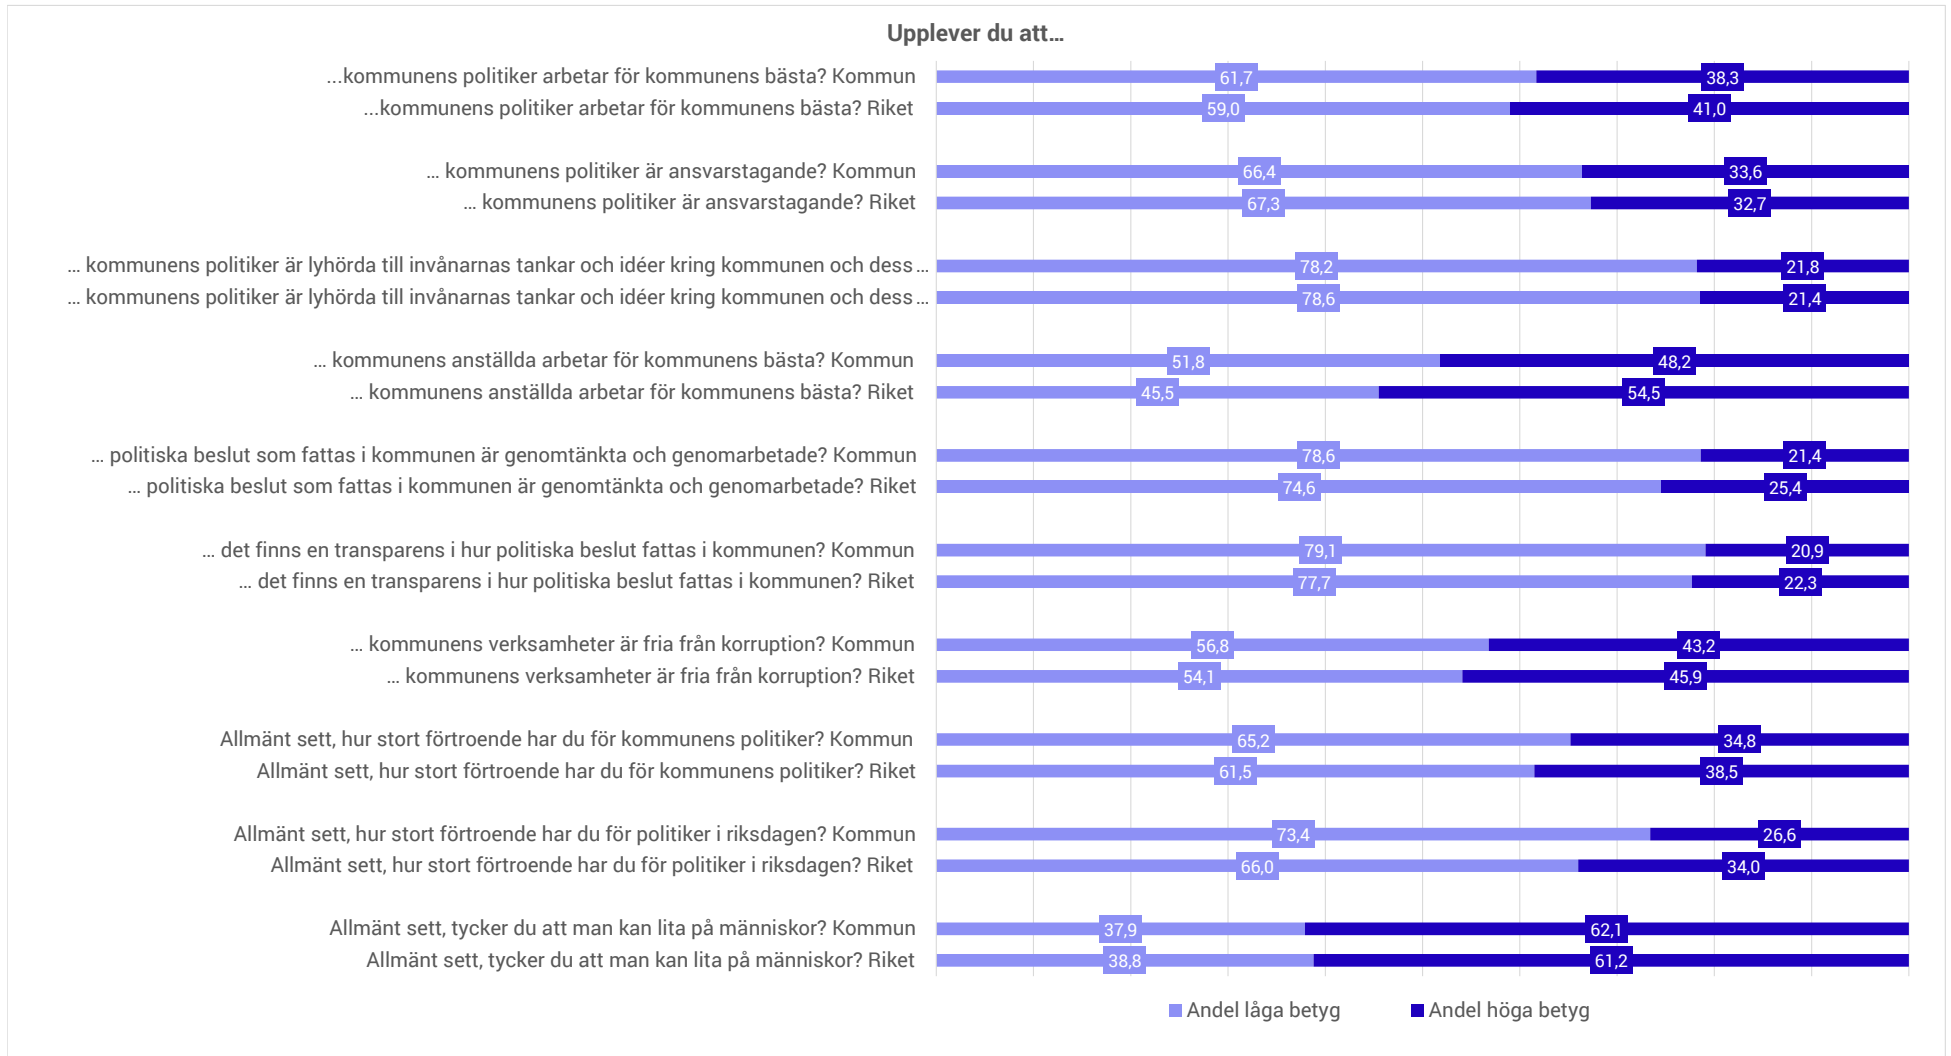 Upplever du att…
...kommunens politiker arbetar för kommunens bästa? Kommun 61,7 38,3
...kommunens politiker arbetar för kommunens bästa? Riket 59,0 41,0
… kommunens politiker är ansvarstagande? Kommun 66,4 33,6
… kommunens politiker är ansvarstagande? Riket 67,3 32,7
… kommunens politiker är lyhörda till invånarnas tankar och idéer kring kommunen och dess … 78,2 21,8
… kommunens politiker är lyhörda till invånarnas tankar och idéer kring kommunen och dess … 78,6 21,4
… kommunens anställda arbetar för kommunens bästa? Kommun 51,8 48,2
… kommunens anställda arbetar för kommunens bästa? Riket 45,5 54,5
… politiska beslut som fattas i kommunen är genomtänkta och genomarbetade? Kommun 78,6 21,4
… politiska beslut som fattas i kommunen är genomtänkta och genomarbetade? Riket 74,6 25,4
… det finns en transparens i hur politiska beslut fattas i kommunen? Kommun 79,1 20,9
… det finns en transparens i hur politiska beslut fattas i kommunen? Riket 77,7 22,3
… kommunens verksamheter är fria från korruption? Kommun 56,8 43,2
… kommunens verksamheter är fria från korruption? Riket 54,1 45,9
Allmänt sett, hur stort förtroende har du för kommunens politiker? Kommun 65,2 34,8
Allmänt sett, hur stort förtroende har du för kommunens politiker? Riket 61,5 38,5
Allmänt sett, hur stort förtroende har du för politiker i riksdagen? Kommun 73,4 26,6
Allmänt sett, hur stort förtroende har du för politiker i riksdagen? Riket 66,0 34,0
Allmänt sett, tycker du att man kan lita på människor? Kommun 37,9 62,1
Allmänt sett, tycker du att man kan lita på människor? Riket 38,8 61,2
Andel låga betyg Andel höga betyg